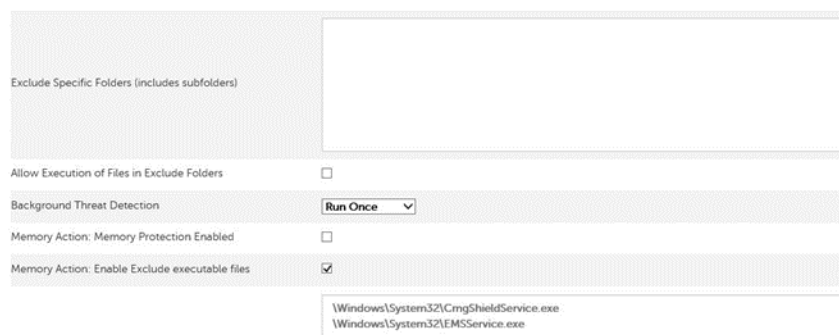 Exclude Specific Folders (includes subfolders)
Allow Execution of Files in Exclude Folders
Background Threat Detection
Run Once
Memory Action: Memory Protection Enabled
Memory Action: Enable Exclude executable files
\Windows\System32\CmgShieldService.exe
\Windows\System32\EMSService.exe